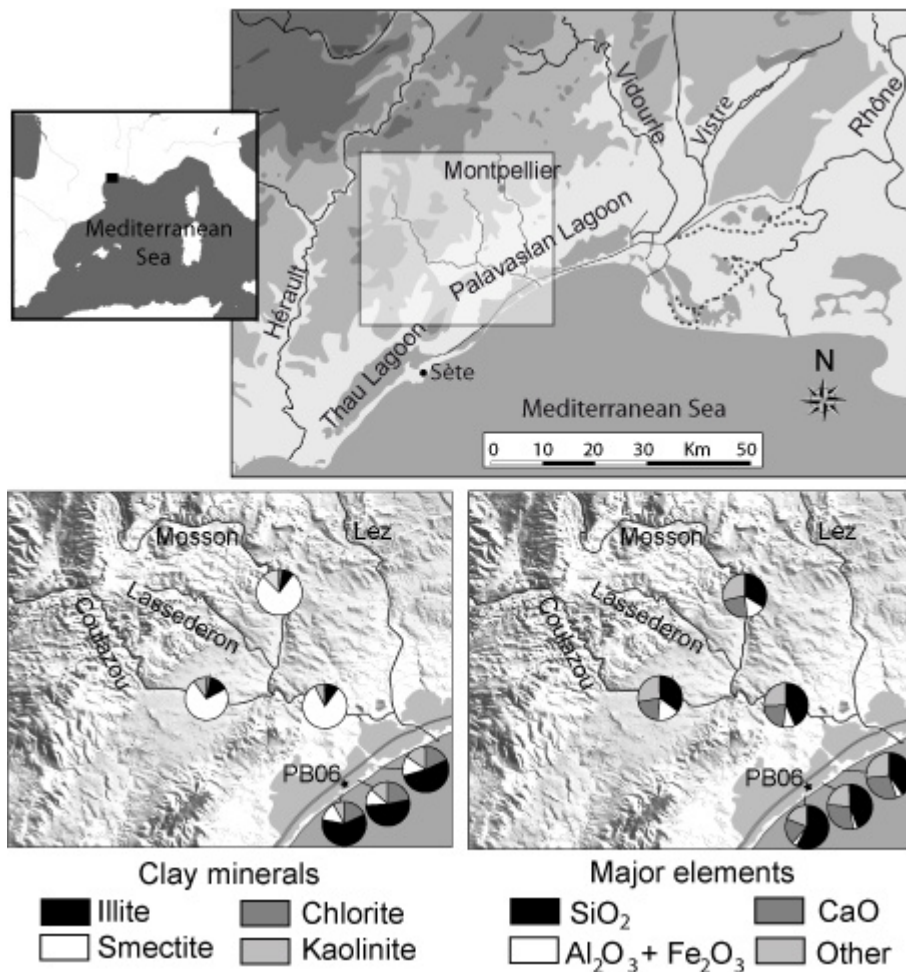 Mediterranean
Sea
Montpellier
Vidourle
Vistre
Rhône
Palavasian Lagoon
Hérault
Thau Lagoon
Sète
N
Mediterranean Sea
0 10 20 30 Km 50
Mosson
Lez
Lassederon
Coulazou
PB06
Mosson
Lez
Lassederon
Coulazou
PB06
Clay minerals
Illite
Chlorite
Smectite
Kaolinite
Major elements
SiO₂
CaO
Al₂O₃ + Fe₂O₃
Other